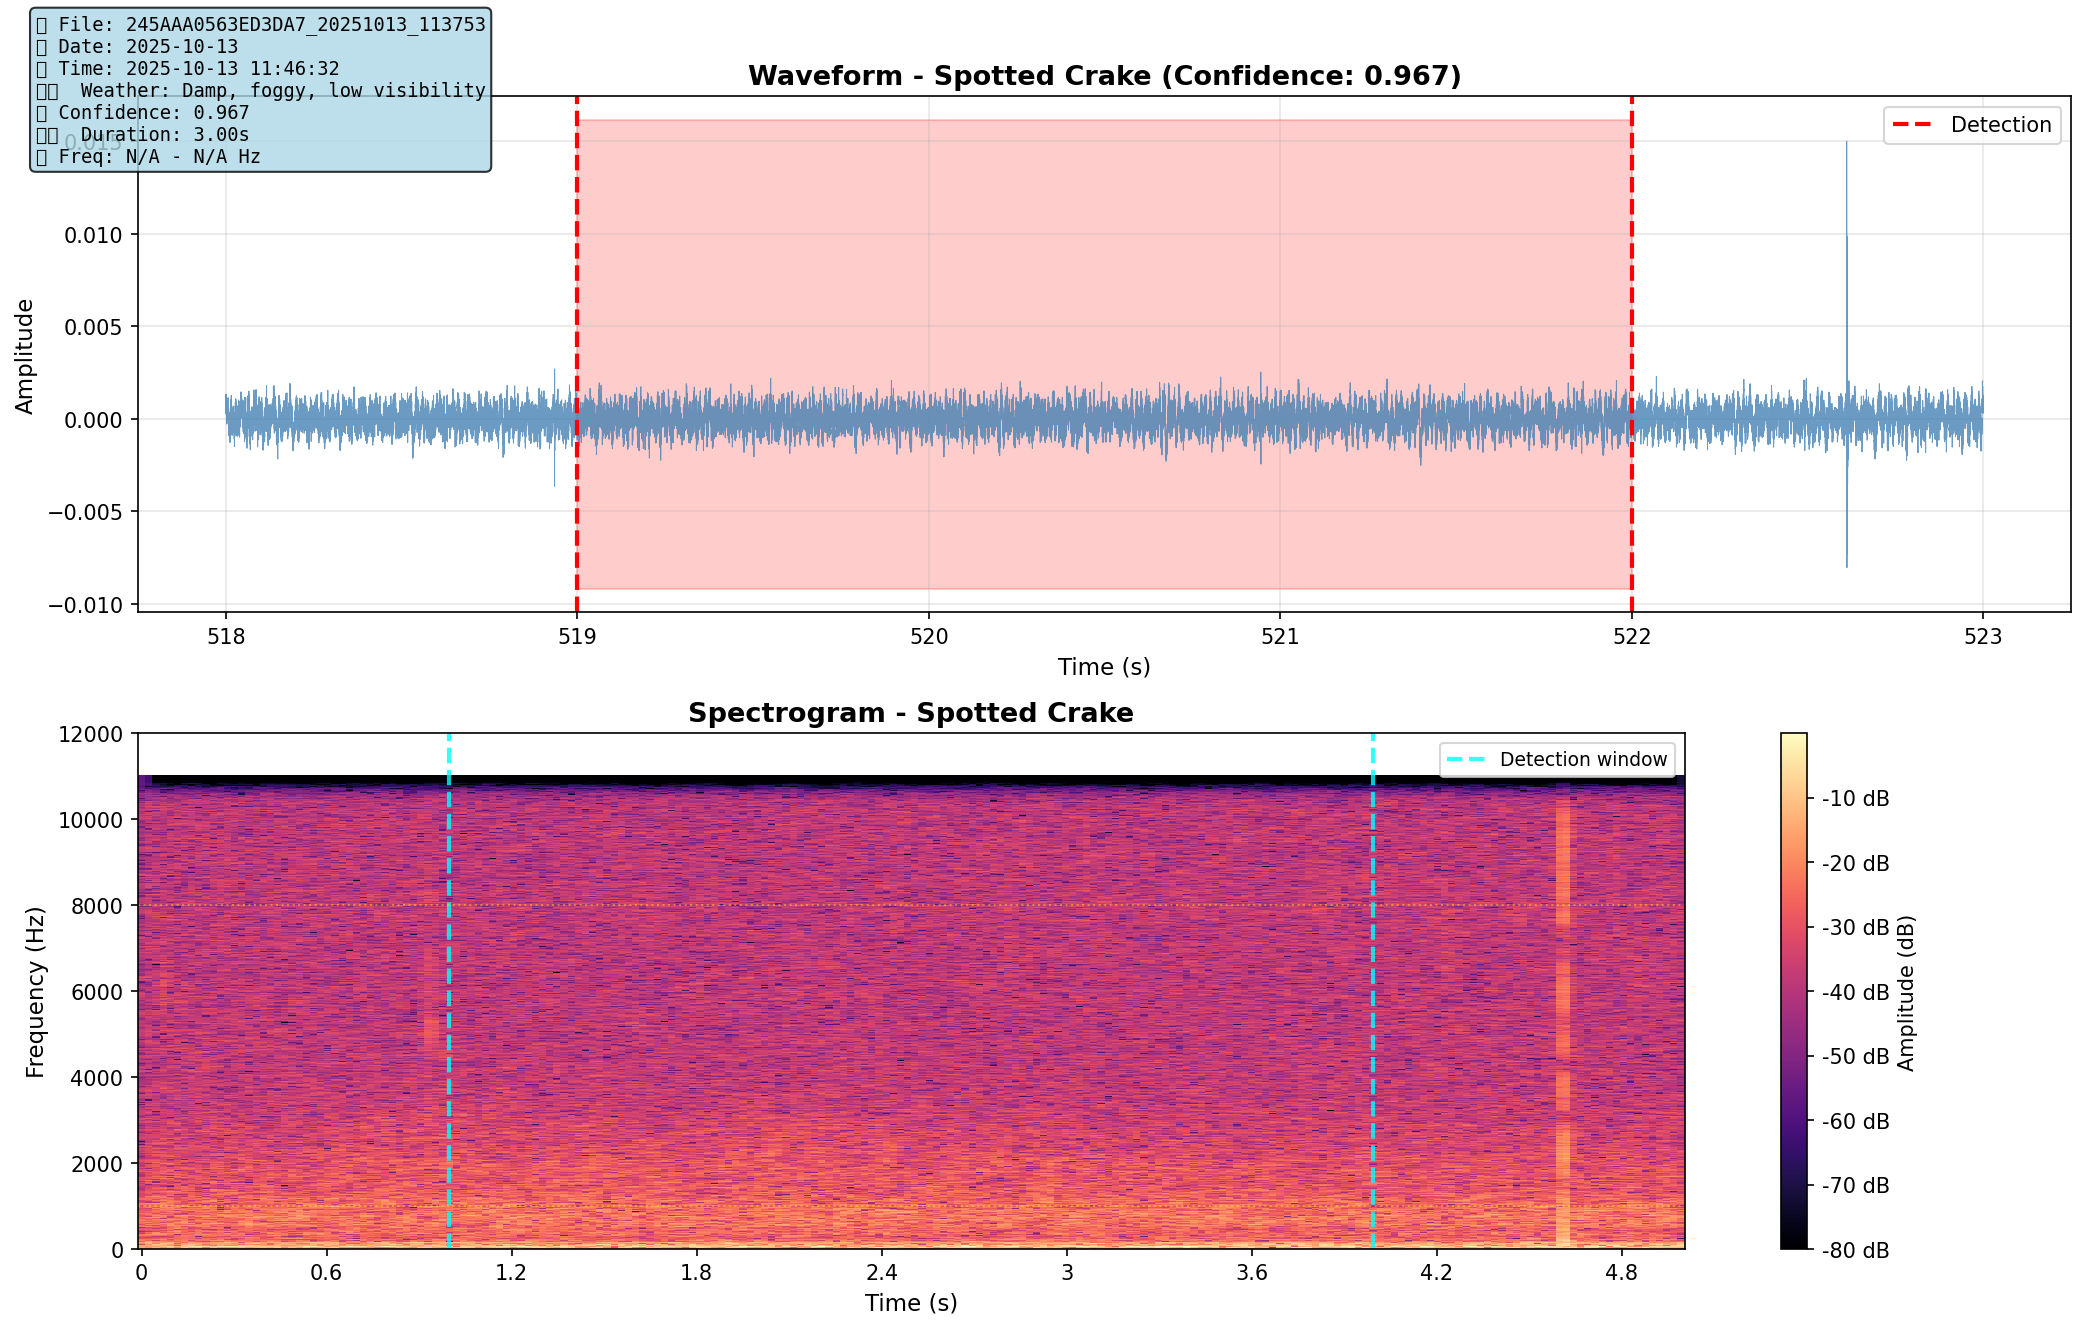 File: 245AAA0563ED3DA7_20251013_113753
Date: 2025-10-13
Time: 2025-10-13 11:46:32
Weather: Damp, foggy, low visibility
Confidence: 0.967
Duration: 3.00s
Freq: N/A - N/A Hz
Waveform - Spotted Crake (Confidence: 0.967)
Detection
Amplitude
0.015
0.010
0.005
0.000
−0.005
−0.010
518 519 520 521 522 523
Time (s)
Spectrogram - Spotted Crake
Detection window
Frequency (Hz)
12000
10000
8000
6000
4000
2000
0
0 0.6 1.2 1.8 2.4 3 3.6 4.2 4.8
Time (s)
-10 dB
-20 dB
-30 dB
-40 dB
-50 dB
-60 dB
-70 dB
-80 dB
Amplitude (dB)